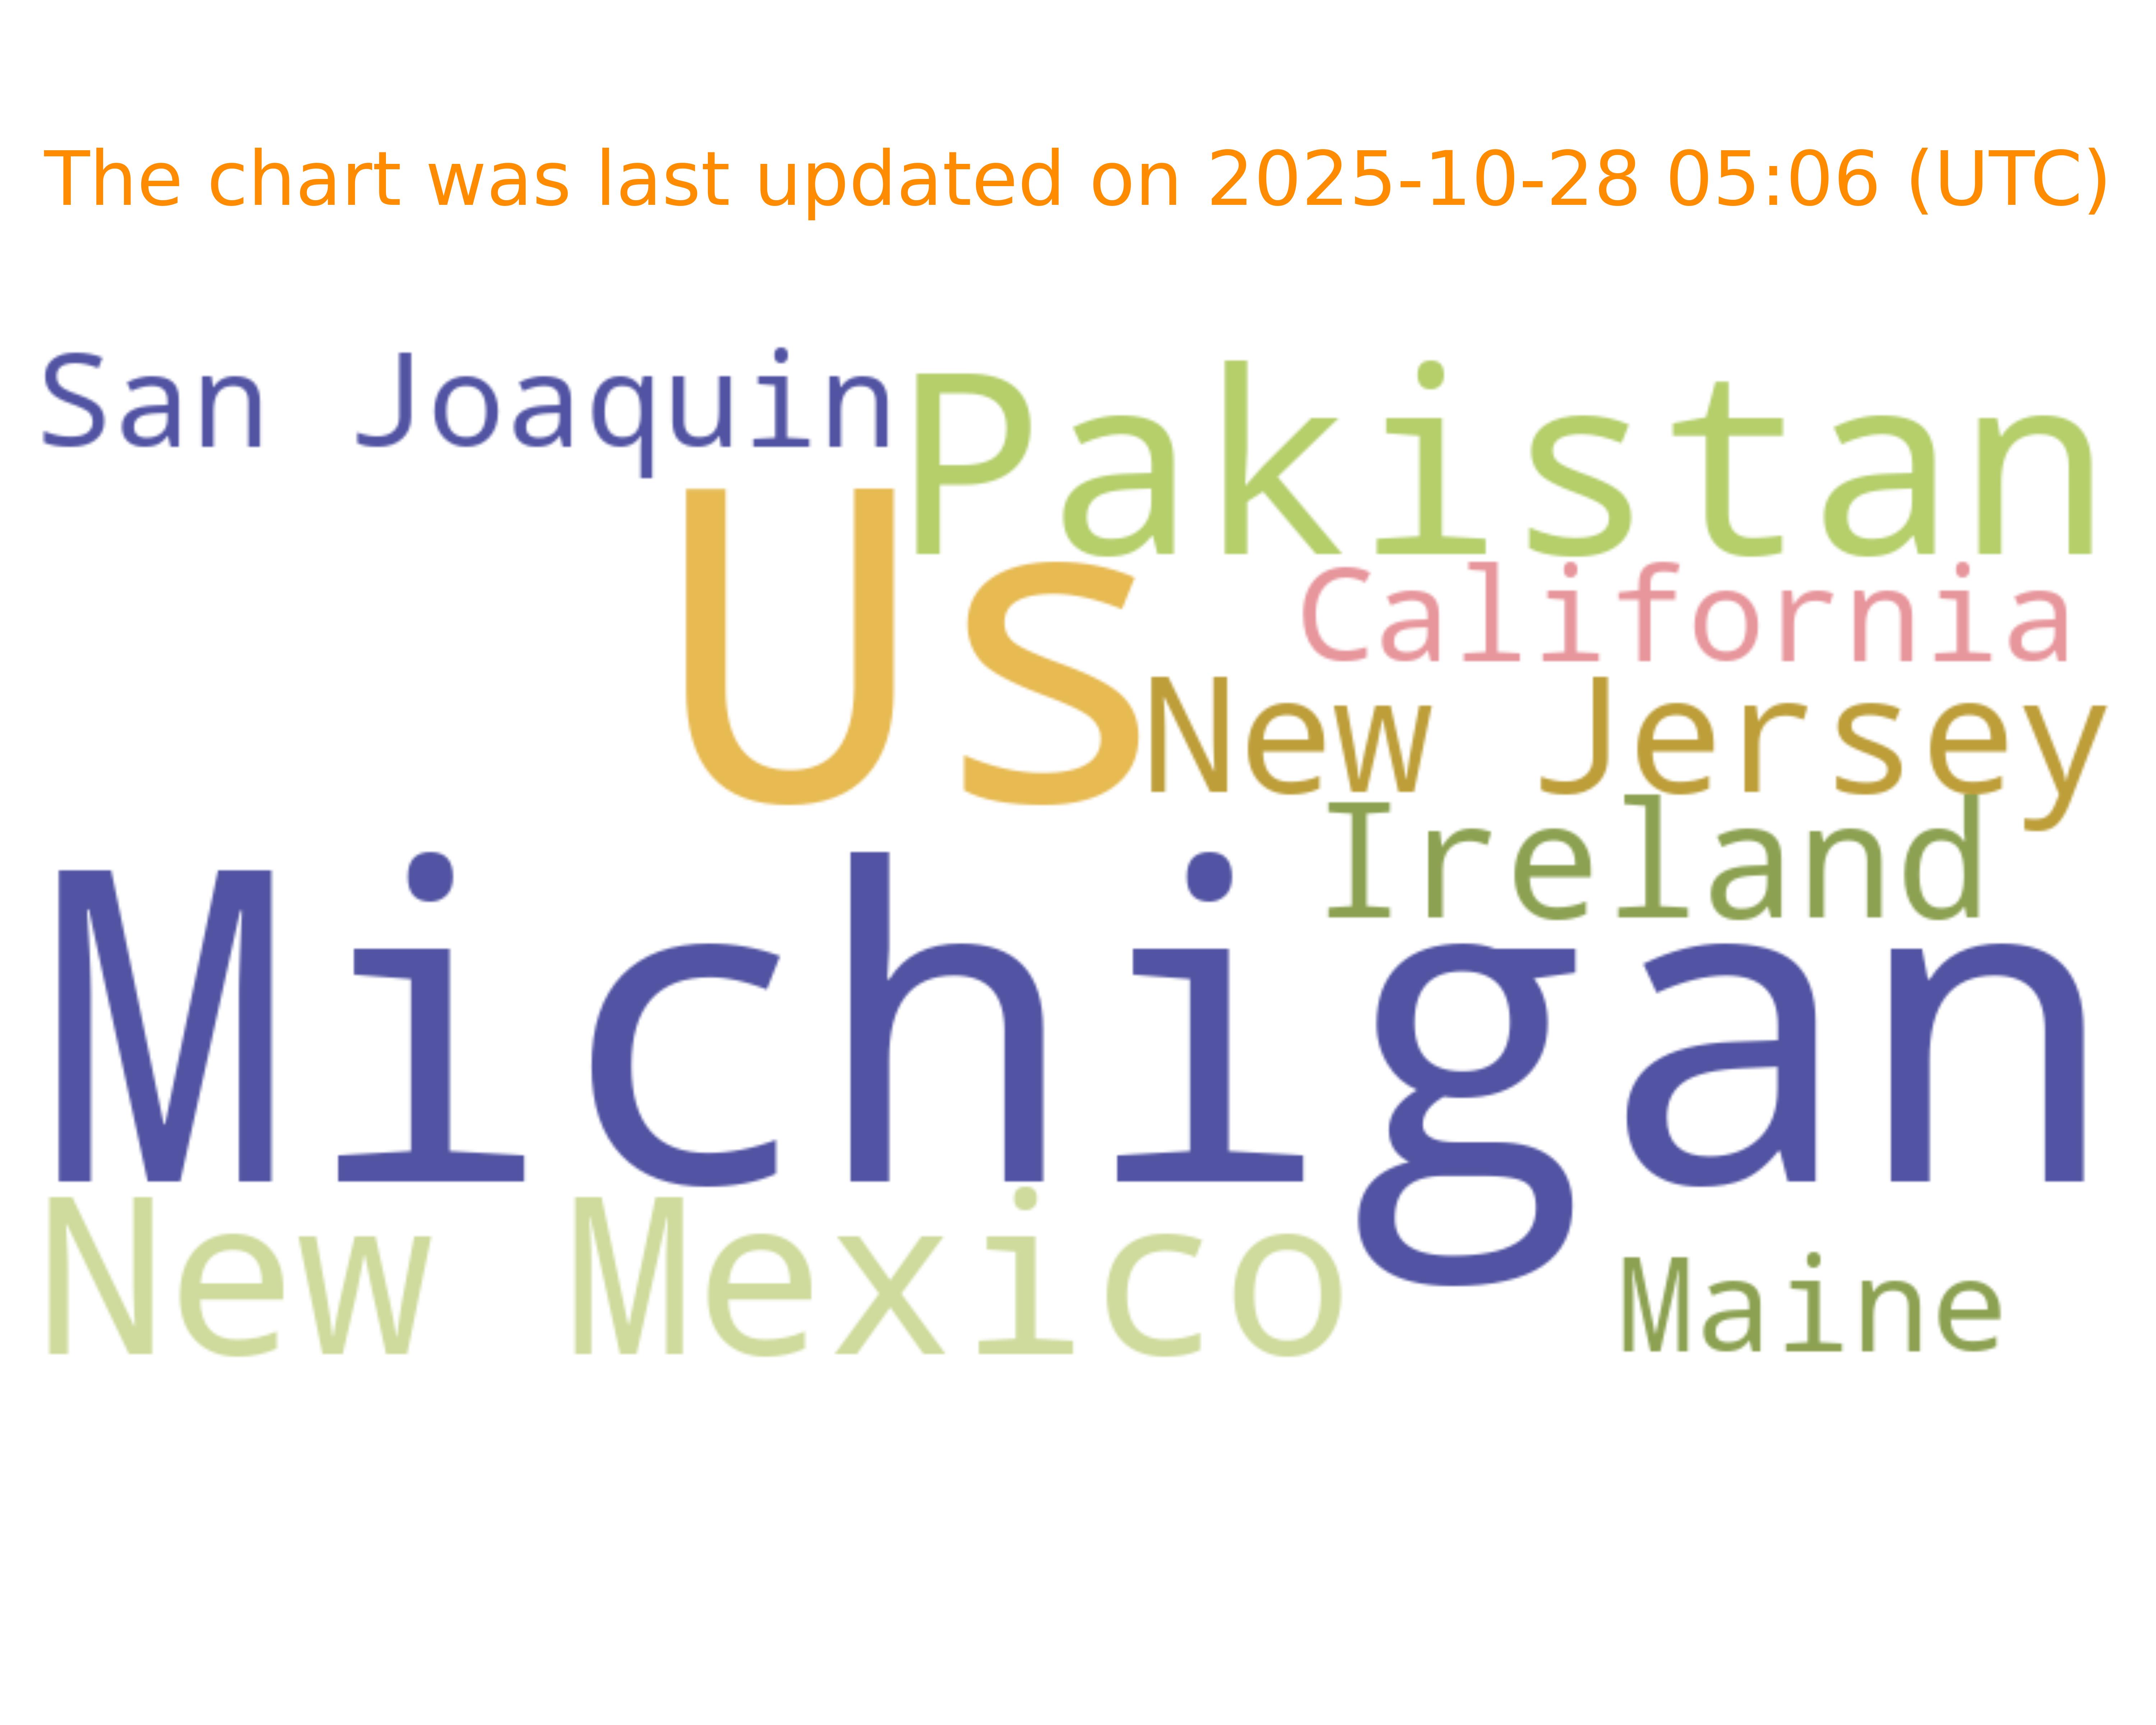 The chart was last updated on 2025-10-28 05:06 (UTC)
San Joaquin
Pakistan
US
California
New Jersey
Ireland
Michigan
New Mexico
Maine